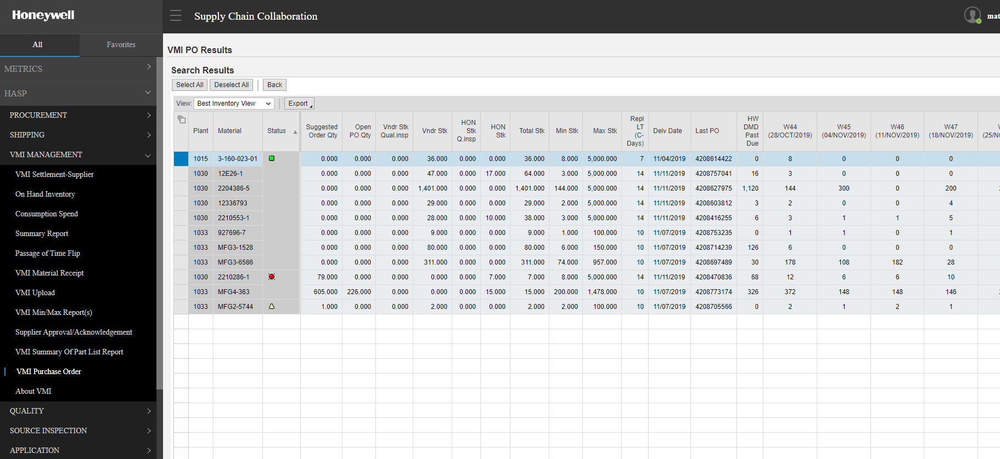 Honeywell
Supply Chain Collaboration
mat
All
Favorites
METRICS
HASP
PROCUREMENT
SHIPPING
VMI MANAGEMENT
VMI Settlement-Supplier
On Hand Inventory
Consumption Spend
Summary Report
Passage of Time Flip
VMI Material Receipt
VMI Upload
VMI Min/Max Report(s)
Supplier Approval/Acknowledgement
VMI Summary Of Part List Report
VMI Purchase Order
About VMI
QUALITY
SOURCE INSPECTION
APPLICATION
VMI PO Results
Search Results
Select All Deselect All Back
View: Best Inventory View Export
Plant
Material
Status
Suggested
Order Qty
Open
PO Qty
Vndr Stk
Qual.insp
Vndr Stk
HON
Stk
Q.insp
HON
Stk
Total Stk
Min Stk
Max Stk
Repl
LT
(C-
Days)
Delv Date
Last PO
HW
DMD
Past
Due
W44
(28/OCT/2019)
W45
(04/NOV/2019)
W46
(11/NOV/2019)
W47
(18/NOV/2019)
(25/N
1015 3-160-023-01 0.000 0.000 0.000 36.000 0.000 0.000 36.000 8.000 5,000.000 7 11/04/2019 4208614422 0 8 0 0 0
1030 12E26-1 0.000 0.000 0.000 47.000 0.000 17.000 64.000 3.000 5,000.000 14 11/11/2019 4208757041 16 3 0 0 0
1030 2204386-5 0.000 0.000 0.000 1,401.000 0.000 0.000 1,401.000 144.000 5,000.000 14 11/11/2019 4208627975 1,120 144 300 0 200
1030 12336793 0.000 0.000 0.000 29.000 0.000 0.000 29.000 2.000 5,000.000 14 11/11/2019 4208603812 3 2 0 0 4
1030 2210553-1 0.000 0.000 0.000 28.000 0.000 10.000 38.000 3.000 5,000.000 14 11/11/2019 4208416255 6 3 1 1 5
1033 927696-7 0.000 0.000 0.000 9.000 0.000 0.000 9.000 1.000 100.000 10 11/07/2019 4208753235 0 1 1 0 1
1033 MFG3-1528 0.000 0.000 0.000 80.000 0.000 0.000 80.000 6.000 150.000 10 11/07/2019 4208714239 126 6 0 0 0
1033 MFG3-6586 0.000 0.000 0.000 311.000 0.000 0.000 311.000 74.000 957.000 10 11/07/2019 4208697489 30 178 108 182 28
1030 2210286-1 79.000 0.000 0.000 0.000 0.000 7.000 7.000 8.000 5,000.000 14 11/11/2019 4208470836 68 12 6 6 10
1033 MFG4-363 605.000 226.000 0.000 0.000 0.000 15.000 15.000 200.000 1,478.000 10 11/07/2019 4208773174 326 372 148 148 146
1033 MFG2-5744 1.000 0.000 0.000 2.000 0.000 0.000 2.000 2.000 100.000 10 11/07/2019 4208705566 0 2 1 2 1